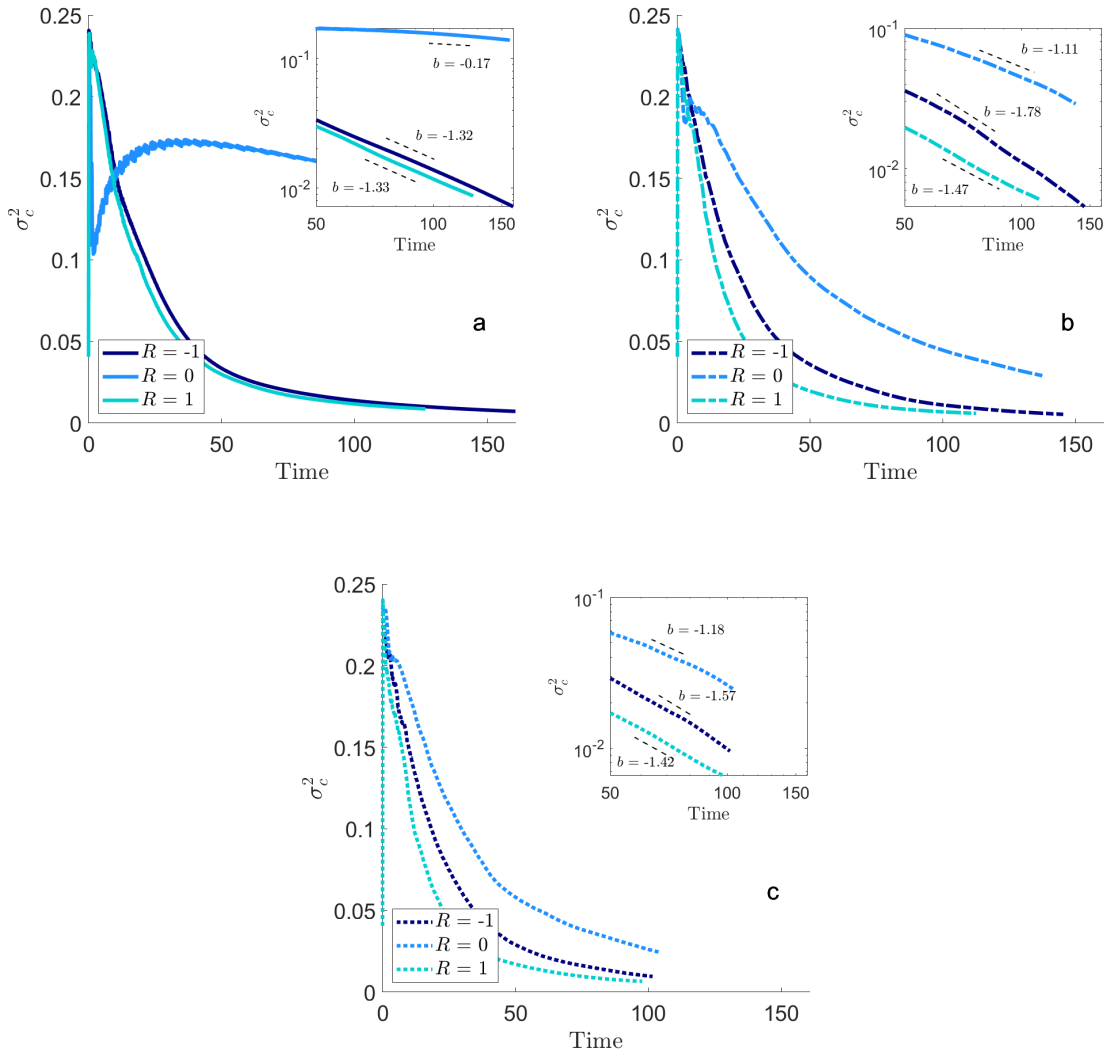 0.25
0.2
0.15
0.1
0.05
0
σ_c^2
0 50 100 150
Time
R = -1
R = 0
R = 1
a
10^-1
10^-2
σ_c^2
50 100 150
Time
b = -0.17
b = -1.32
b = -1.33
0.25
0.2
0.15
0.1
0.05
0
σ_c^2
0 50 100 150
Time
R = -1
R = 0
R = 1
b
10^-1
10^-2
σ_c^2
50 100 150
Time
b = -1.11
b = -1.78
b = -1.47
0.25
0.2
0.15
0.1
0.05
0
σ_c^2
0 50 100 150
Time
R = -1
R = 0
R = 1
c
10^-1
10^-2
σ_c^2
50 100 150
Time
b = -1.18
b = -1.57
b = -1.42